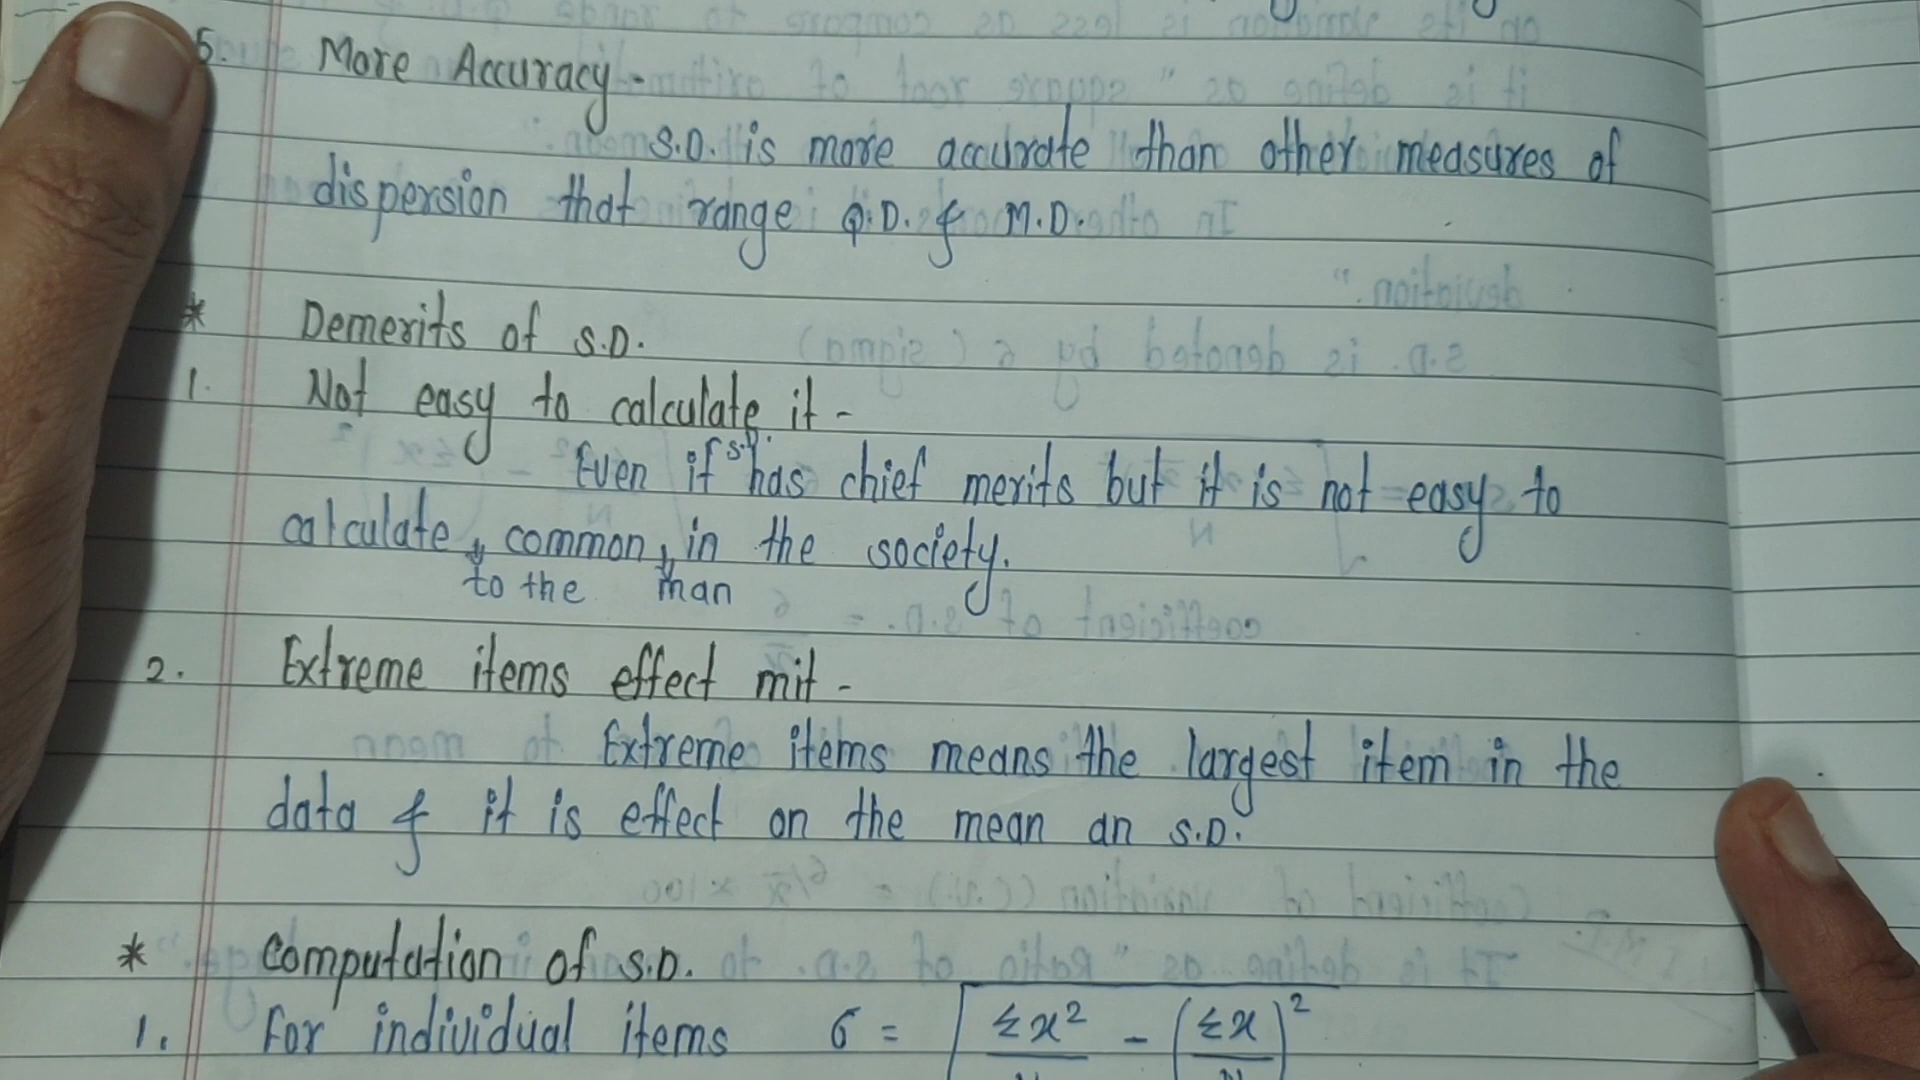 5. More Accuracy -
S.D. is more accurate than other measures of
dispersion that range, Q.D. & M.D.
* Demerits of S.D.
1. Not easy to calculate it -
Even if S.D. has chief merits but it is not easy to
calculate, to the common, man in the society.
2. Extreme items effect mit -
Extreme items means the largest item in the
data & it is effect on the mean an S.D.
* Computation of S.D.
1. For individual items σ = √ Σx²/N - (Σx/N)²